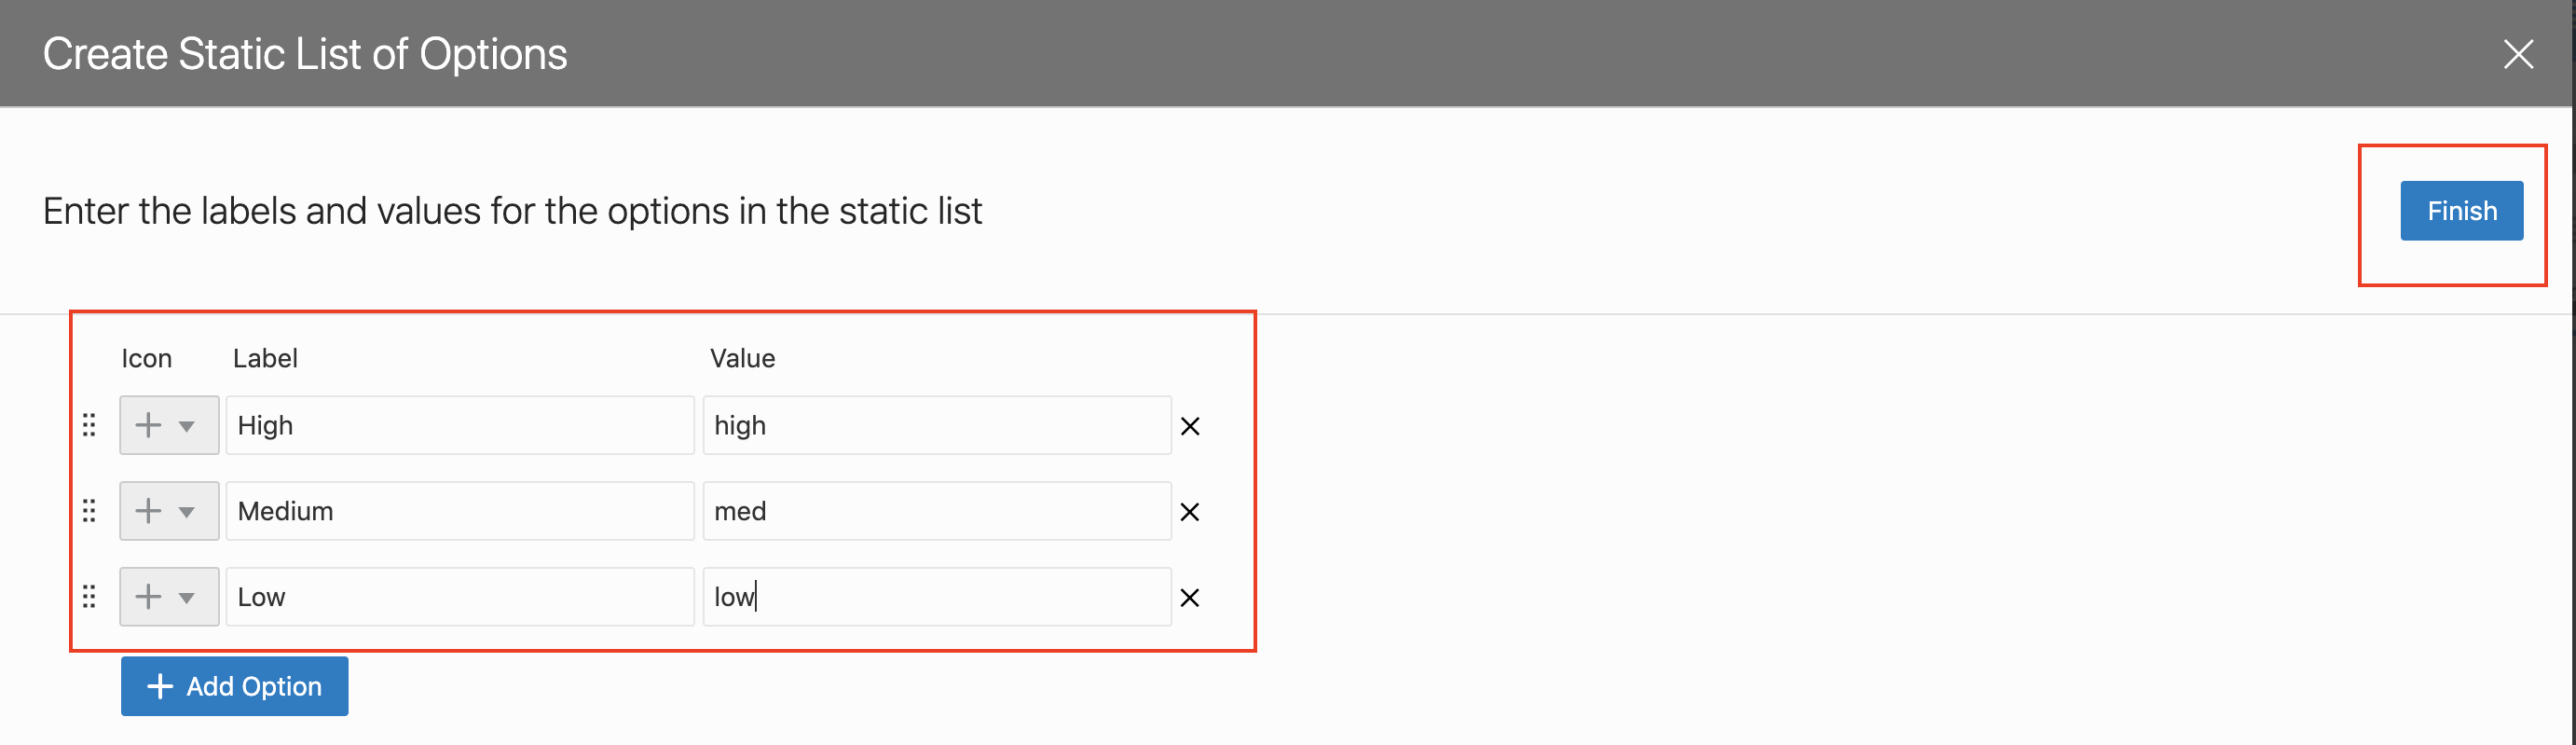 Create Static List of Options
Enter the labels and values for the options in the static list
Finish
Icon Label Value
High high
Medium med
Low low
Add Option